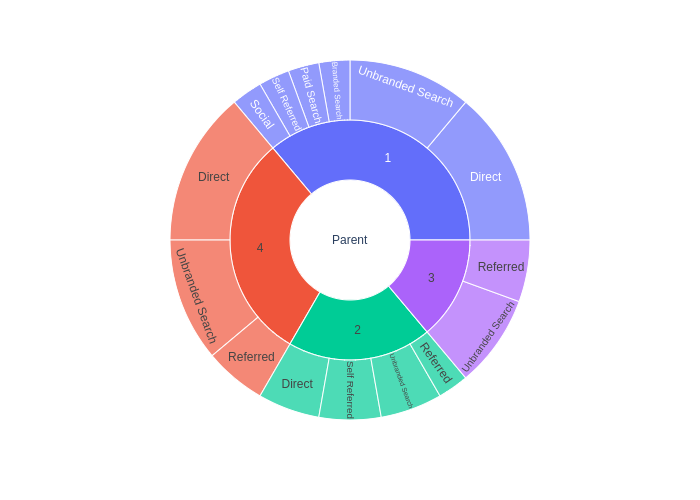 Branded Search
Unbranded Search
Paid Search
Self Referred
Social
1
Direct
Direct
Parent
4
3
Referred
Unbranded Search
2
Unbranded Search
Referred
Referred
Direct
Self Referred
Unbranded Search